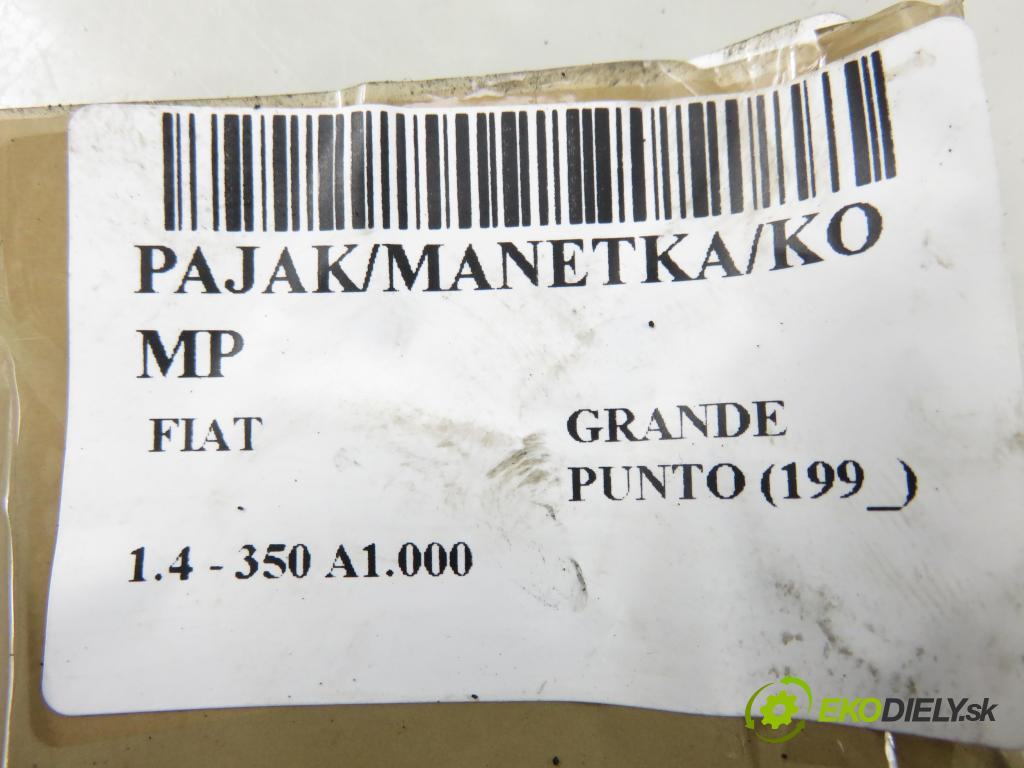 PAJAK/MANETKA/KO
MP
FIAT
GRANDE
PUNTO (199_)
1.4 - 350 A1.000
EKODIELY.sk